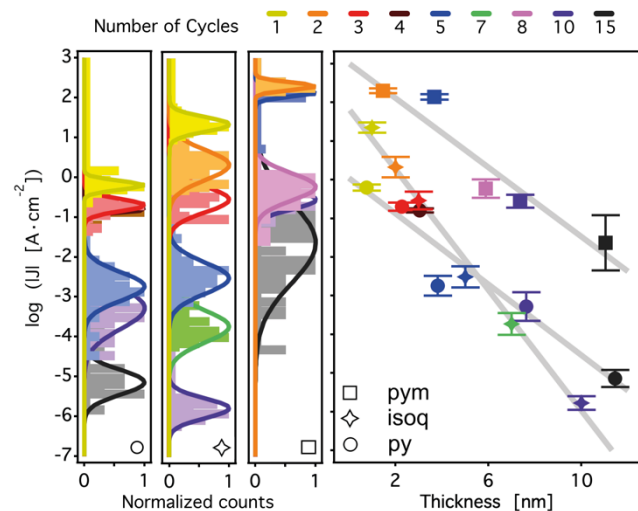 Number of Cycles
1 2 3 4 5 7 8 10 15
log (|J| [A·cm-2])
3
2
1
0
-1
-2
-3
-4
-5
-6
-7
0 1
0 1
0 1
Normalized counts
pym
isoq
py
2 6 10
Thickness [nm]